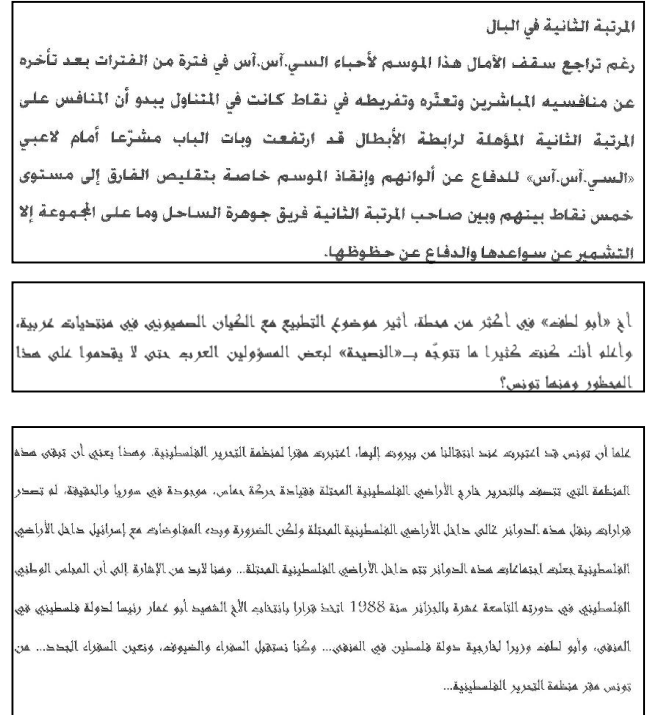 المرتبة الثانية في البال
رغم تراجع سقف الآمال هذا الموسم لأحباء السي.آس.آس في فترة من الفترات بعد تأخره
عن منافسيه المباشرين وتعثّره وتفريطه في نقاط كانت في المتناول يبدو أن المنافس على
المرتبة الثانية المؤهلة لرابطة الأبطال قد ارتفعت وبات الباب مشرّعا أمام لاعبي
«السي.آس.آس» للدفاع عن ألوانهم وإنقاذ الموسم خاصة بتقليص الفارق إلى مستوى
خمس نقاط بينهم وبين صاحب المرتبة الثانية فريق جوهرة الساحل وما على المجموعة إلا
التشمير عن سواعدها والدفاع عن حظوظها.
أخ «أبو لطف» في أكثر من محطة، أثير موضوع التطبيع مع الكيان الصهيوني في منتديات عربية،
وأعلم أنك كنت كثيرا ما تتوجّه بـ«النصيحة» لبعض المسؤولين العرب حتى لا يقدموا على هذا
المحظور ومنها تونس؟
علما أن تونس قد اعتبرت عند انتقالنا من بيروت إليها، اعتبرت مقرا لمنظمة التحرير الفلسطينية. وهذا يعني أن تبقى هذه
المنظمة التي تتصف بالتحرير خارج الأراضي الفلسطينية المحتلة فقيادة حركة حماس، موجودة في سوريا والحقيقة، لم تصدر
قرارات بنقل هذه الدوائر غالى داخل الأراضي الفلسطينية المحتلة ولكن الضرورة وبدء المفاوضات مع إسرائيل داخل الأراضي
الفلسطينية جعلت اجتماعات هذه الدوائر تتم داخل الأراضي الفلسطينية المحتلة... وهنا لابد من الإشارة إلى أن المجلس الوطني
الفلسطيني في دورته التاسعة عشرة بالجزائر سنة 1988 اتخذ قرارا بانتخاب الأخ الشهيد أبو عمار رئيسا لدولة فلسطيني في
المنفى، وأبو لطف وزيرا لخارجية دولة فلسطين في المنفى... وكنا نستقبل السفراء والضيوف، ونعين السفراء الجدد... من
تونس مقر منظمة التحرير الفلسطينية...